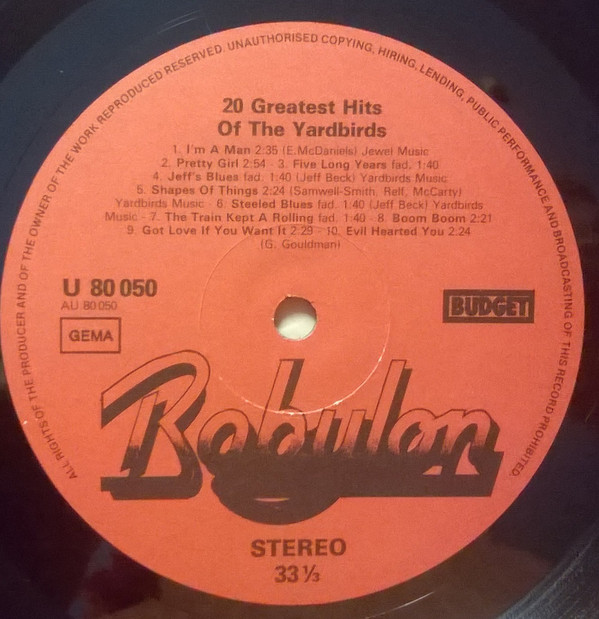 ALL RIGHTS OF THE PRODUCER AND OF THE OWNER OF THE WORK REPRODUCED RESERVED. UNAUTHORISED COPYING, HIRING, LENDING, PUBLIC PERFORMANCE AND BROADCASTING OF THIS RECORD PROHIBITED.
20 Greatest Hits
Of The Yardbirds
1. I'm A Man 2:35 (E.McDaniels) Jewel Music
2. Pretty Girl 2:54 - 3. Five Long Years fad. 1:40
4. Jeff's Blues fad. 1:40 (Jeff Beck) Yardbirds Music
5. Shapes Of Things 2:24 (Samwell-Smith, Relf, McCarty)
Yardbirds Music - 6. Steeled Blues fad. 1:40 (Jeff Beck) Yardbirds
Music - 7. The Train Kept A Rolling fad. 1:40 - 8. Boom Boom 2:21
9. Got Love If You Want It 2:29 - 10. Evil Hearted You 2.24
(G. Gouldman)
U 80 050
AU 80 050
GEMA
BUDGET
Babylon
STEREO
33 ⅓